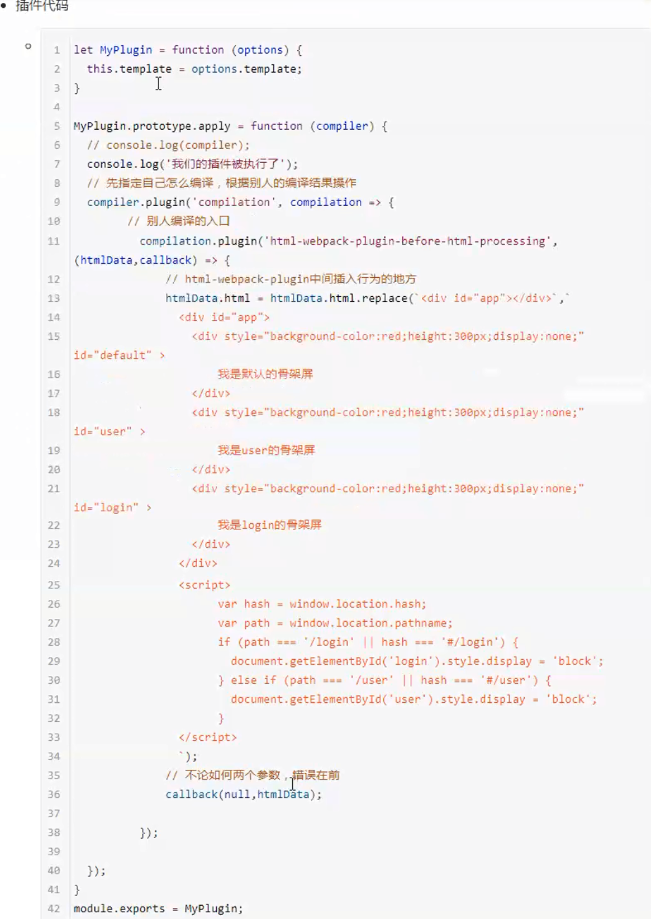 插件代码
1 let MyPlugin = function (options) {
2 this.template = options.template;
3 }
4
5 MyPlugin.prototype.apply = function (compiler) {
6 // console.log(compiler);
7 console.log('我们的插件被执行了');
8 // 先指定自己怎么编译，根据别人的编译结果操作
9 compiler.plugin('compilation', compilation => {
10 // 别人编译的入口
11 compilation.plugin('html-webpack-plugin-before-html-processing',
(htmlData,callback) => {
12 // html-webpack-plugin中间插入行为的地方
13 htmlData.html = htmlData.html.replace(`<div id="app"></div>`,`
14 <div id="app">
15 <div style="background-color:red;height:300px;display:none;"
id="default" >
16 我是默认的骨架屏
17 </div>
18 <div style="background-color:red;height:300px;display:none;"
id="user" >
19 我是user的骨架屏
20 </div>
21 <div style="background-color:red;height:300px;display:none;"
id="login" >
22 我是login的骨架屏
23 </div>
24 </div>
25 <script>
26 var hash = window.location.hash;
27 var path = window.location.pathname;
28 if (path === '/login' || hash === '#/login') {
29 document.getElementById('login').style.display = 'block';
30 } else if (path === '/user' || hash === '#/user') {
31 document.getElementById('user').style.display = 'block';
32 }
33 </script>
34 `);
35 // 不论如何两个参数，错误在前
36 callback(null,htmlData);
37
38 });
39
40 });
41 }
42 module.exports = MyPlugin;